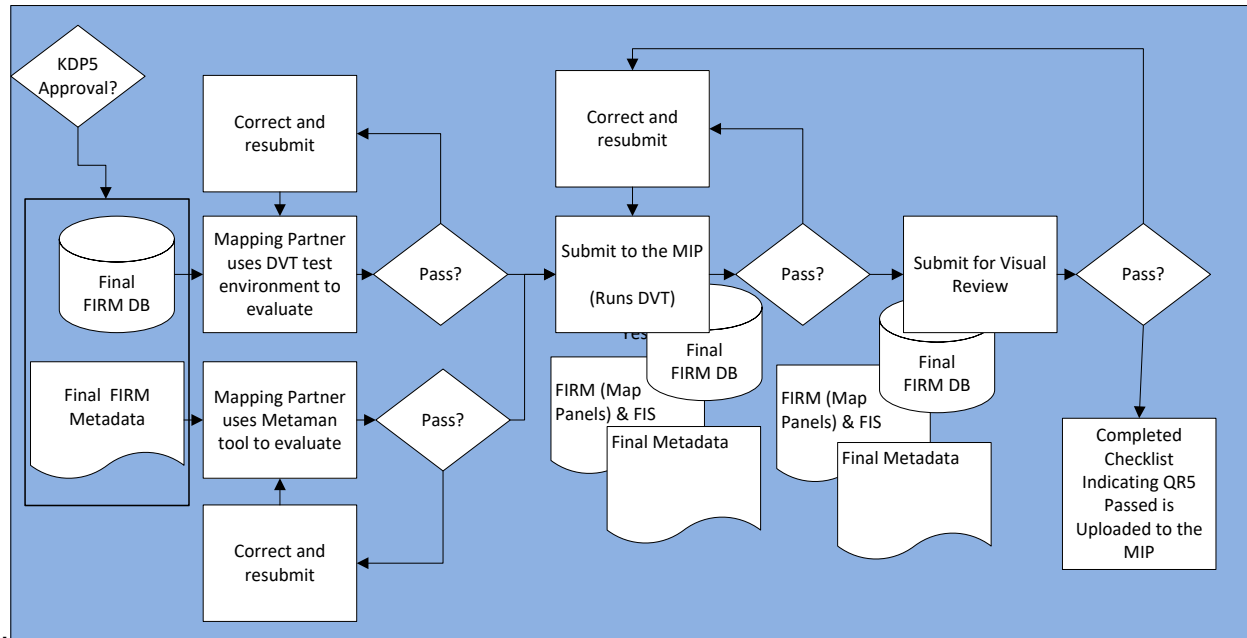 KDP5
Approval?
Correct and
resubmit
Final
FIRM DB
Mapping Partner
uses DVT test
environment to
evaluate
Pass?
Final FIRM
Metadata
Mapping Partner
uses Metaman
tool to evaluate
Pass?
Correct and
resubmit
Correct and
resubmit
Submit to the MIP
(Runs DVT)
Pass?
Final
FIRM DB
FIRM (Map
Panels) & FIS
Final Metadata
Submit for Visual
Review
Final
FIRM DB
FIRM (Map
Panels) & FIS
Final Metadata
Pass?
Completed
Checklist
Indicating QR5
Passed is
Uploaded to the
MIP